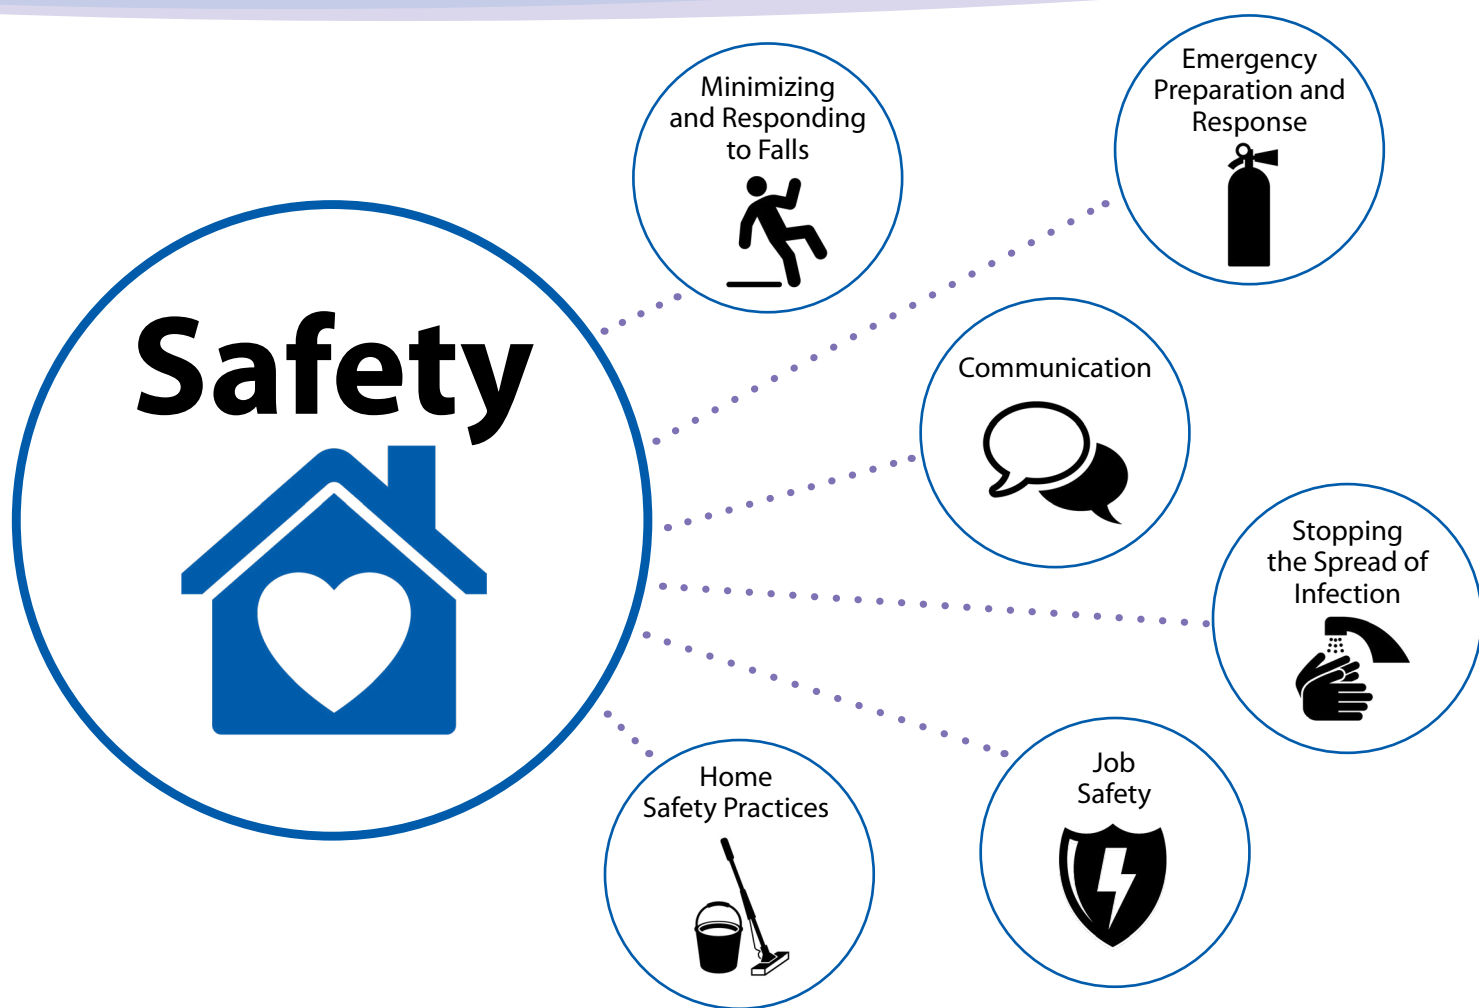 Safety
Minimizing
and Responding
to Falls
Emergency
Preparation and
Response
Communication
Stopping
the Spread of
Infection
Job
Safety
Home
Safety Practices